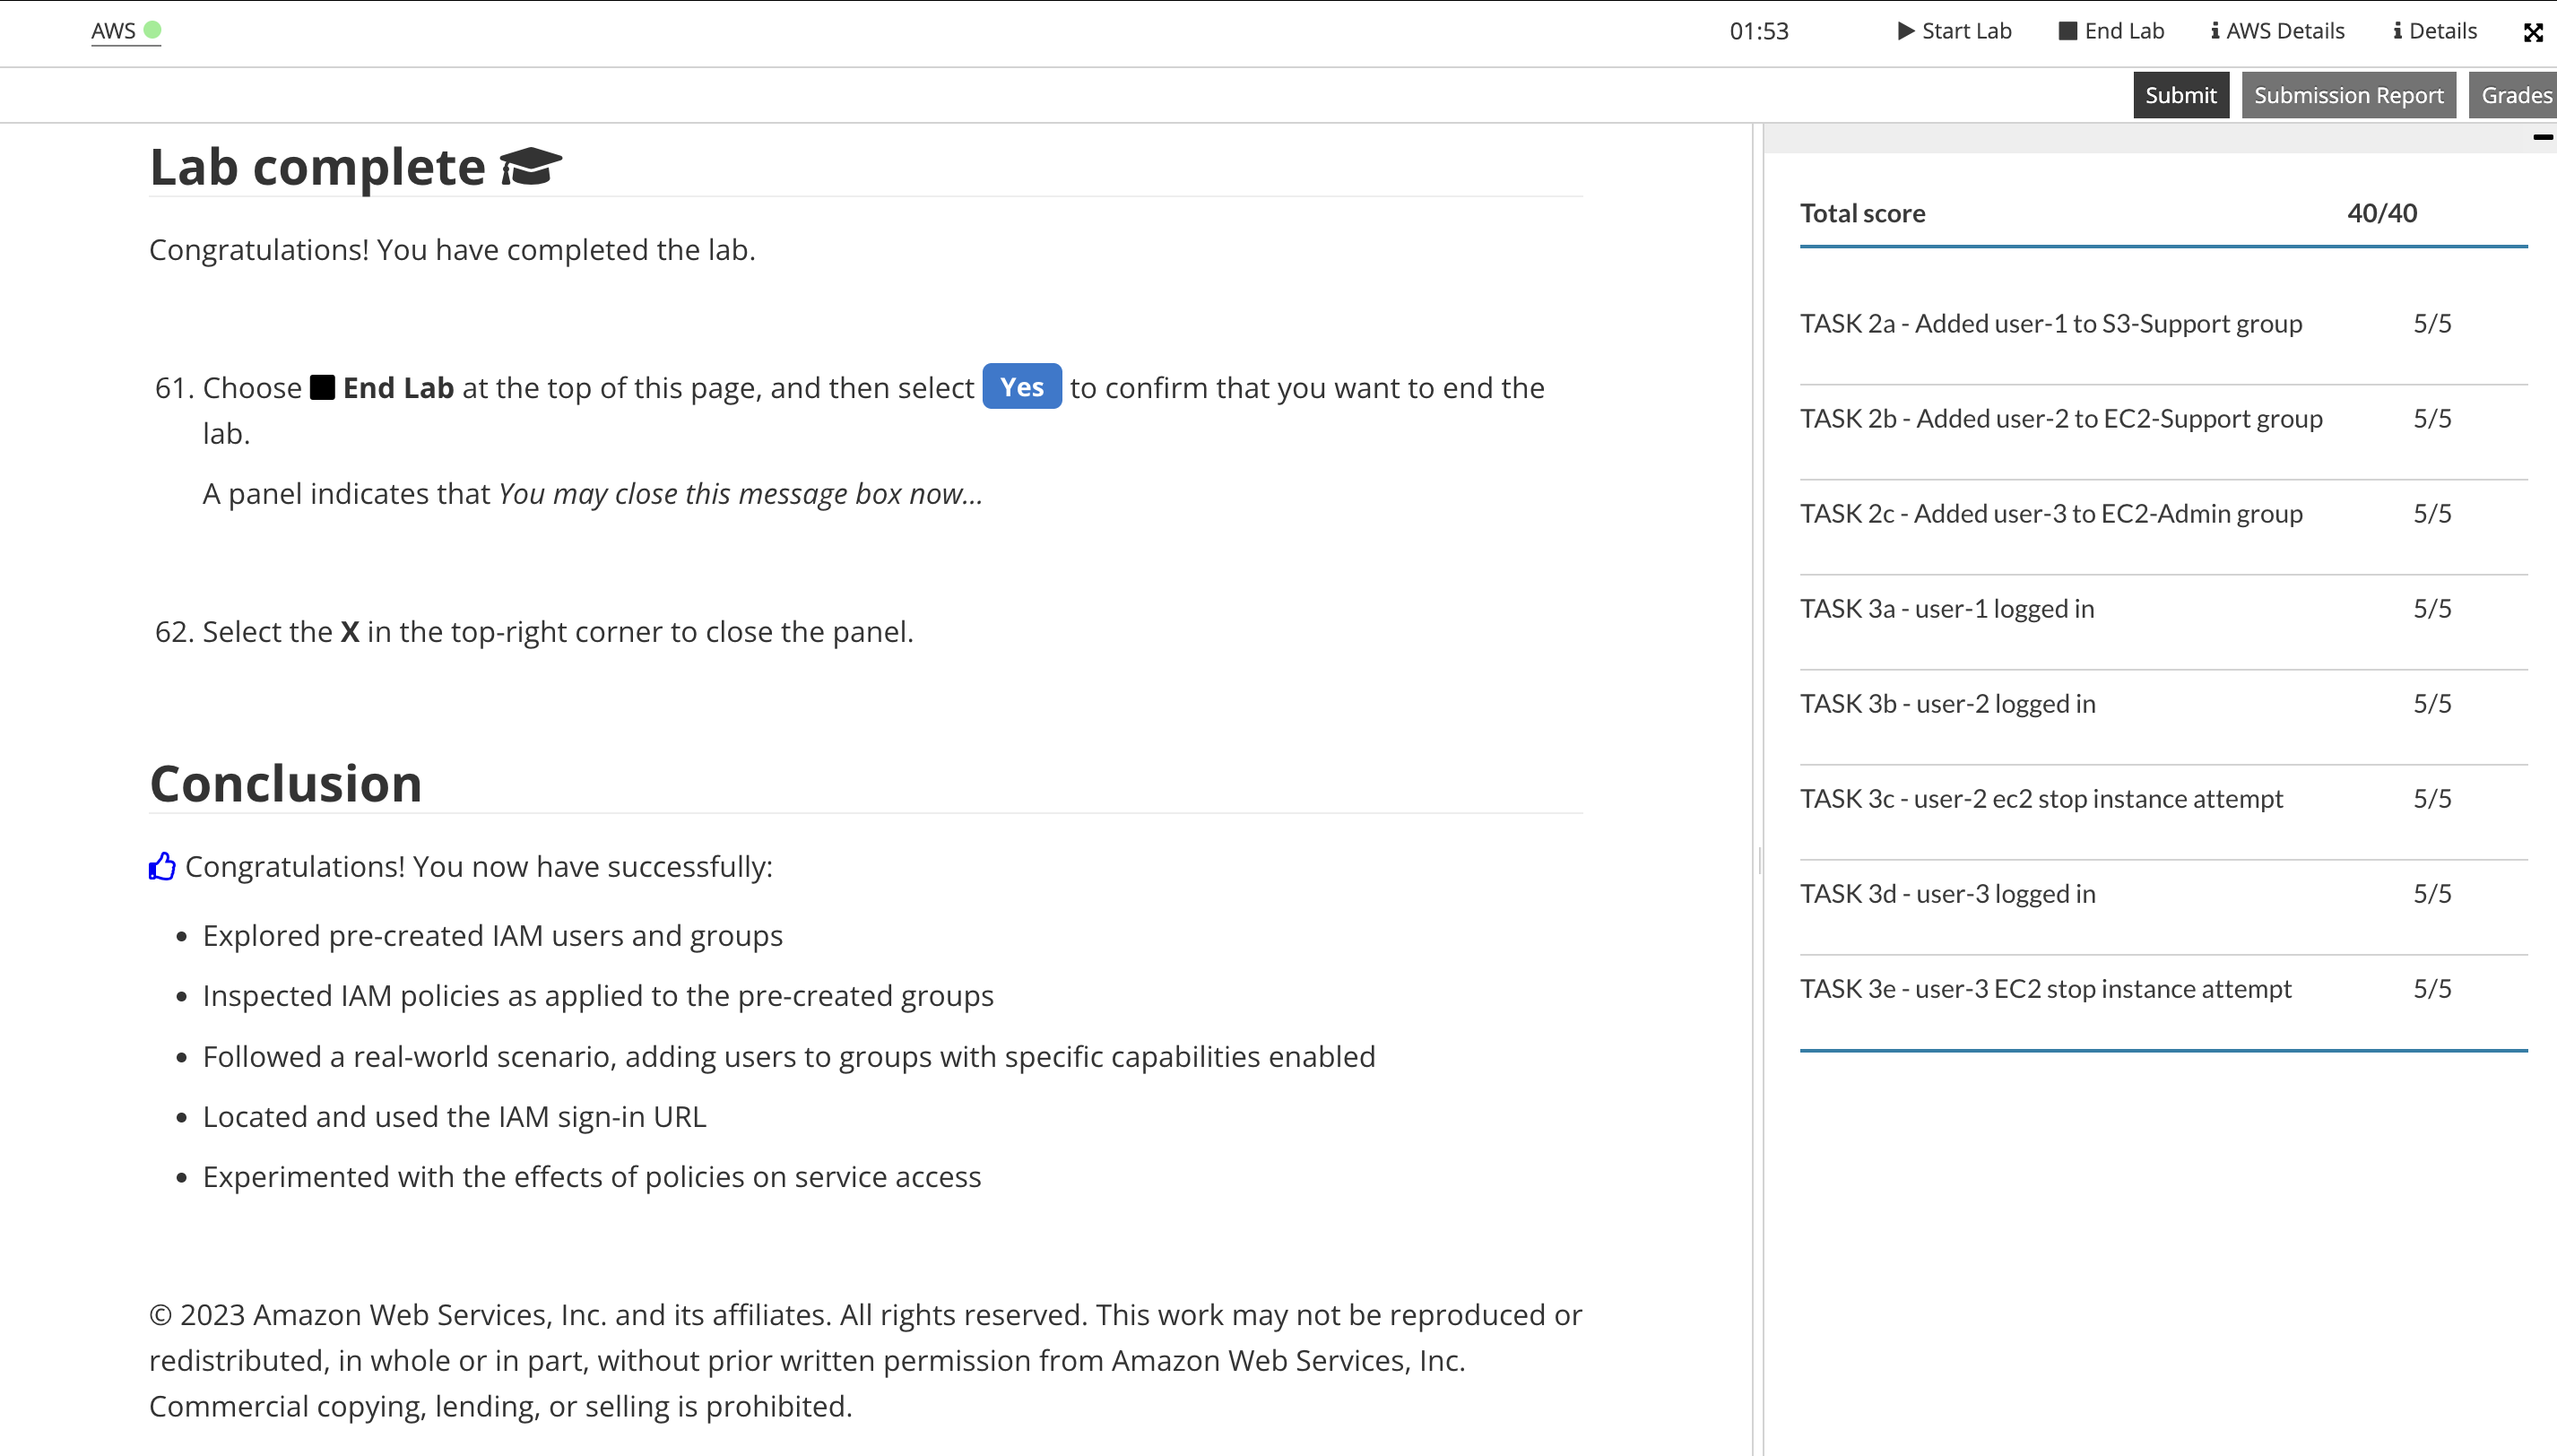 AWS
01:53
Start Lab
End Lab
AWS Details
Details
Submit
Submission Report
Grades
Lab complete
Congratulations! You have completed the lab.
61. Choose End Lab at the top of this page, and then select Yes to confirm that you want to end the
lab.
A panel indicates that You may close this message box now...
62. Select the X in the top-right corner to close the panel.
Conclusion
Congratulations! You now have successfully:
• Explored pre-created IAM users and groups
• Inspected IAM policies as applied to the pre-created groups
• Followed a real-world scenario, adding users to groups with specific capabilities enabled
• Located and used the IAM sign-in URL
• Experimented with the effects of policies on service access
© 2023 Amazon Web Services, Inc. and its affiliates. All rights reserved. This work may not be reproduced or
redistributed, in whole or in part, without prior written permission from Amazon Web Services, Inc.
Commercial copying, lending, or selling is prohibited.
Total score 40/40
TASK 2a - Added user-1 to S3-Support group 5/5
TASK 2b - Added user-2 to EC2-Support group 5/5
TASK 2c - Added user-3 to EC2-Admin group 5/5
TASK 3a - user-1 logged in 5/5
TASK 3b - user-2 logged in 5/5
TASK 3c - user-2 ec2 stop instance attempt 5/5
TASK 3d - user-3 logged in 5/5
TASK 3e - user-3 EC2 stop instance attempt 5/5